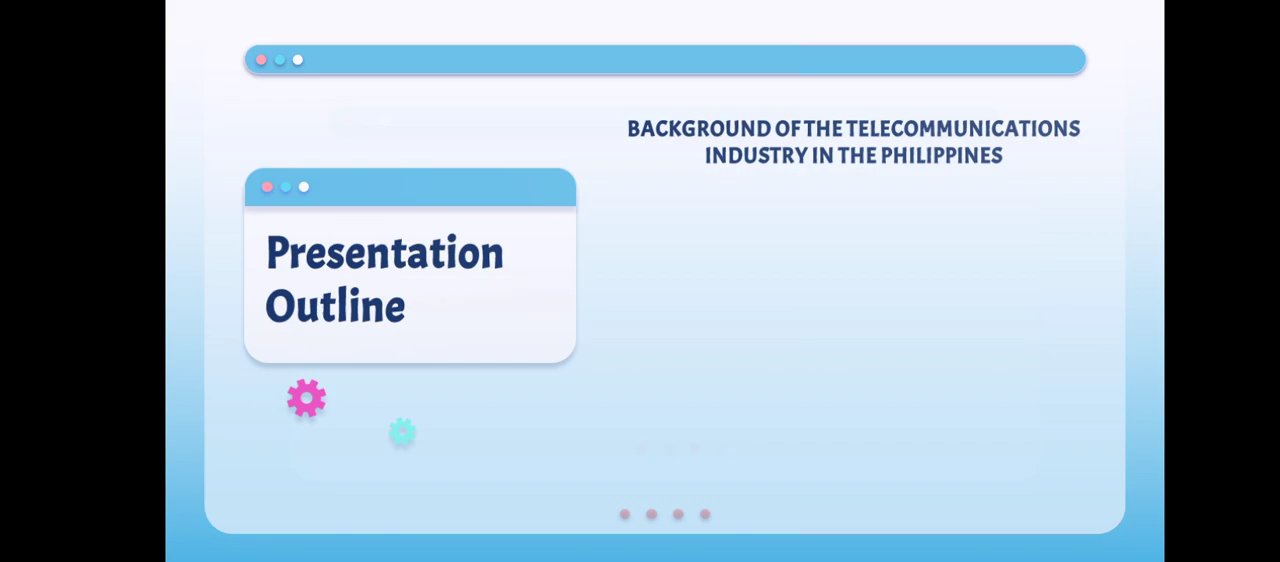 BACKGROUND OF THE TELECOMMUNICATIONS
INDUSTRY IN THE PHILIPPINES
Presentation
Outline